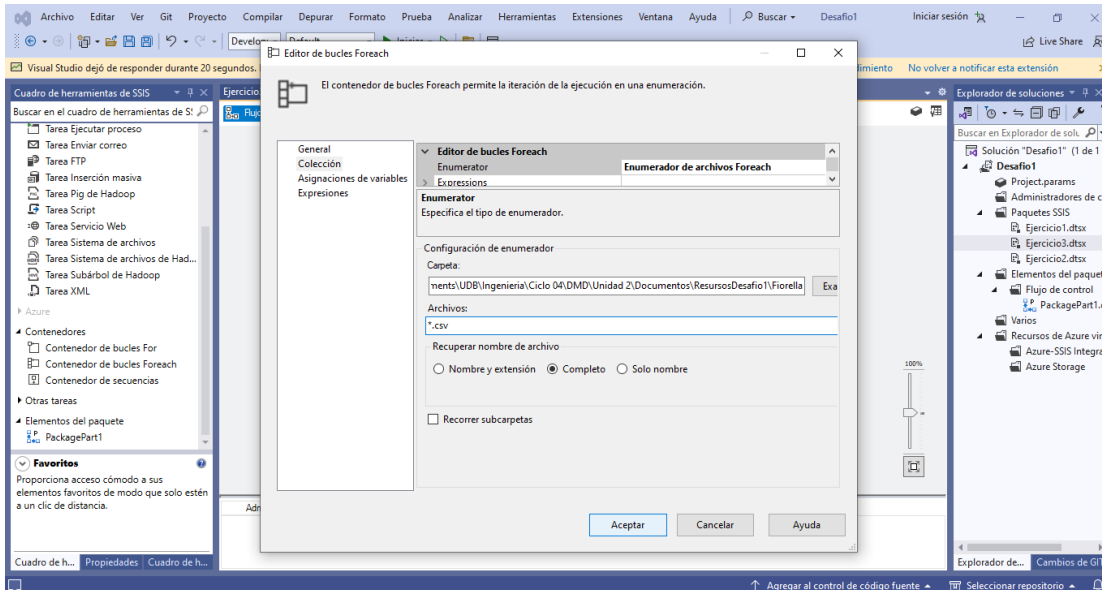 Archivo Editar Ver Git Proyecto Compilar Depurar Formato Prueba Analizar Herramientas Extensiones Ventana Ayuda Buscar Desafio1 Iniciar sesión
Live Share
Visual Studio dejó de responder durante 20 segundos.
No volver a notificar esta extensión
Cuadro de herramientas de SSIS
Buscar en el cuadro de herramientas de S
Tarea Ejecutar proceso
Tarea Enviar correo
Tarea FTP
Tarea Inserción masiva
Tarea Pig de Hadoop
Tarea Script
Tarea Servicio Web
Tarea Sistema de archivos
Tarea Sistema de archivos de Had...
Tarea Subárbol de Hadoop
Tarea XML
Azure
Contenedores
Contenedor de bucles For
Contenedor de bucles Foreach
Contenedor de secuencias
Otras tareas
Elementos del paquete
PackagePart1
Favoritos
Proporciona acceso cómodo a sus
elementos favoritos de modo que solo estén
a un clic de distancia.
Cuadro de h... Propiedades Cuadro de h...
Editor de bucles Foreach
El contenedor de bucles Foreach permite la iteración de la ejecución en una enumeración.
General
Colección
Asignaciones de variables
Expresiones
Editor de bucles Foreach
Enumerator Enumerador de archivos Foreach
Expressions
Enumerator
Especifica el tipo de enumerador.
Configuración de enumerador
Carpeta:
ments\UDB\Ingenieria\Ciclo 04\DMD\Unidad 2\Documentos\ResursosDesafio1\Fiorella Exa
Archivos:
*.csv
Recuperar nombre de archivo
Nombre y extensión Completo Solo nombre
Recorrer subcarpetas
Aceptar Cancelar Ayuda
100%
Explorador de soluciones
Buscar en Explorador de solu
Solución "Desafio1" (1 de 1
Desafio1
Project.params
Administradores de c
Paquetes SSIS
Ejercicio1.dtsx
Ejercicio3.dtsx
Ejercicio2.dtsx
Elementos del paquet
Flujo de control
PackagePart1.
Varios
Recursos de Azure vir
Azure-SSIS Integra
Azure Storage
Explorador de... Cambios de GIT
Agregar al control de código fuente Seleccionar repositorio